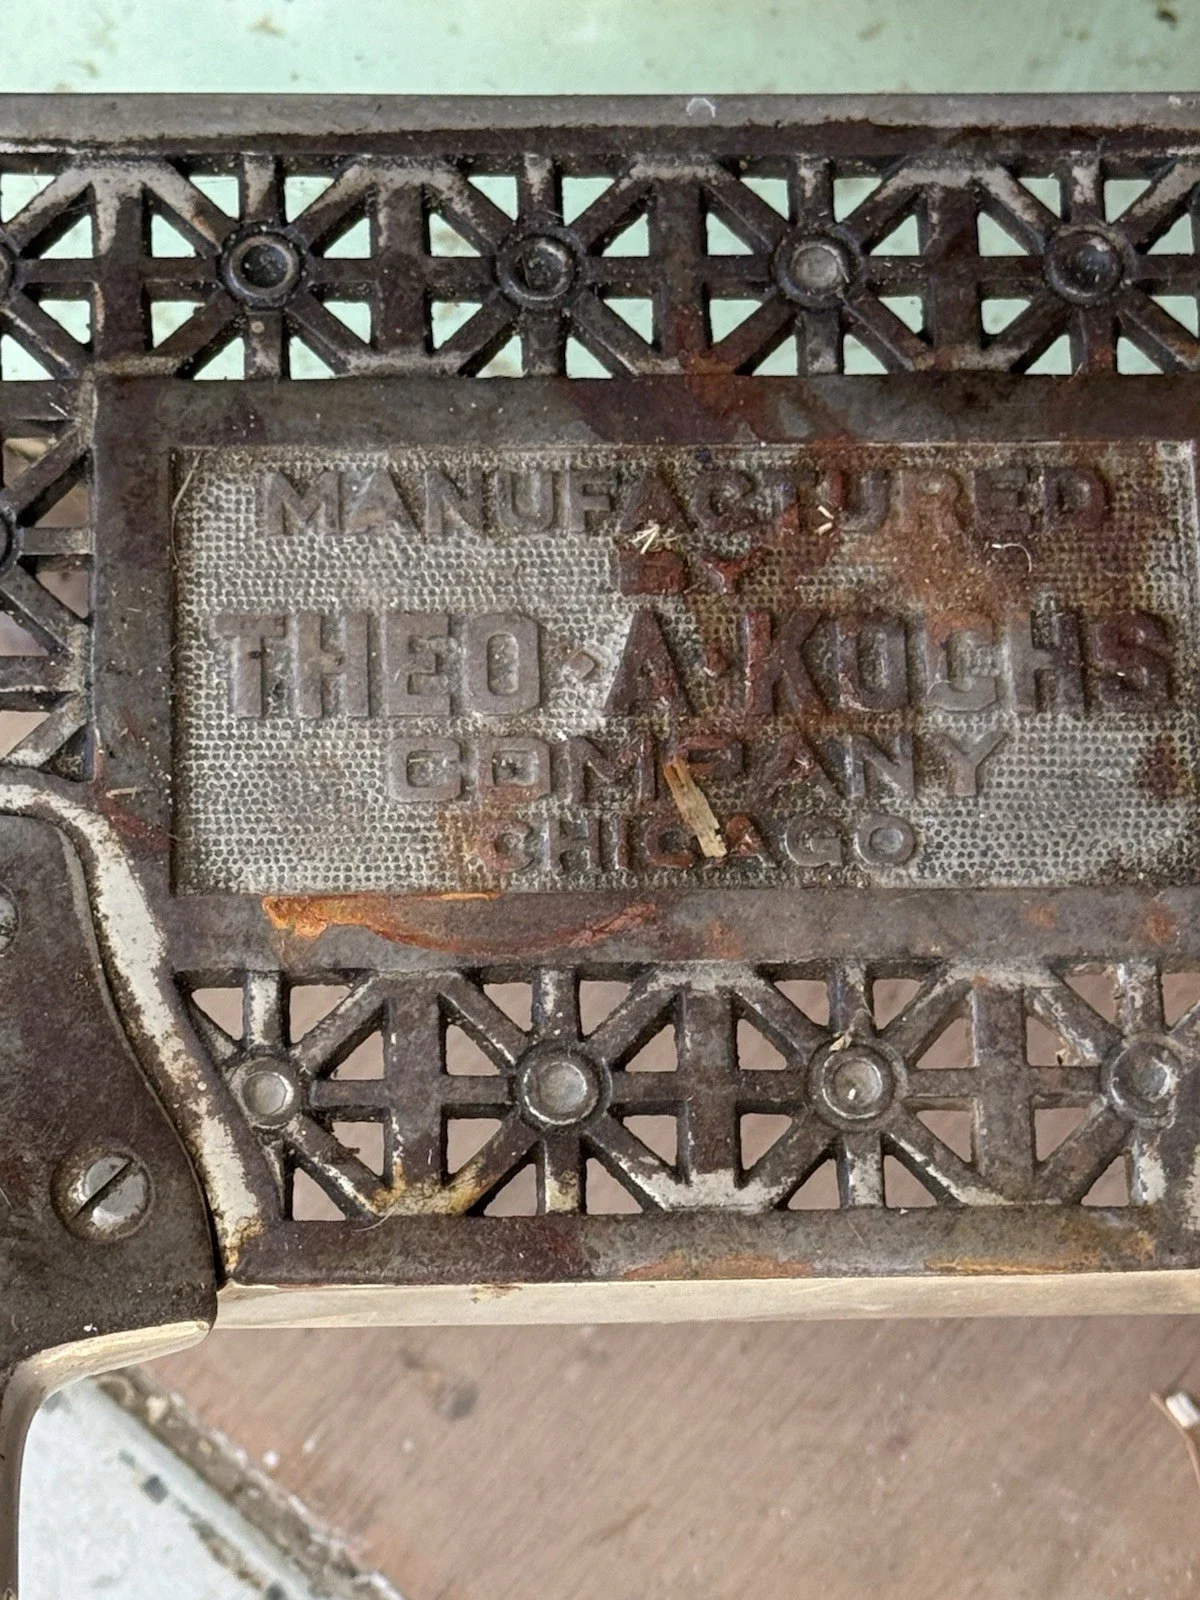 MANUFACTURED
BY
THEO·A·KOCHS
COMPANY
CHICAGO